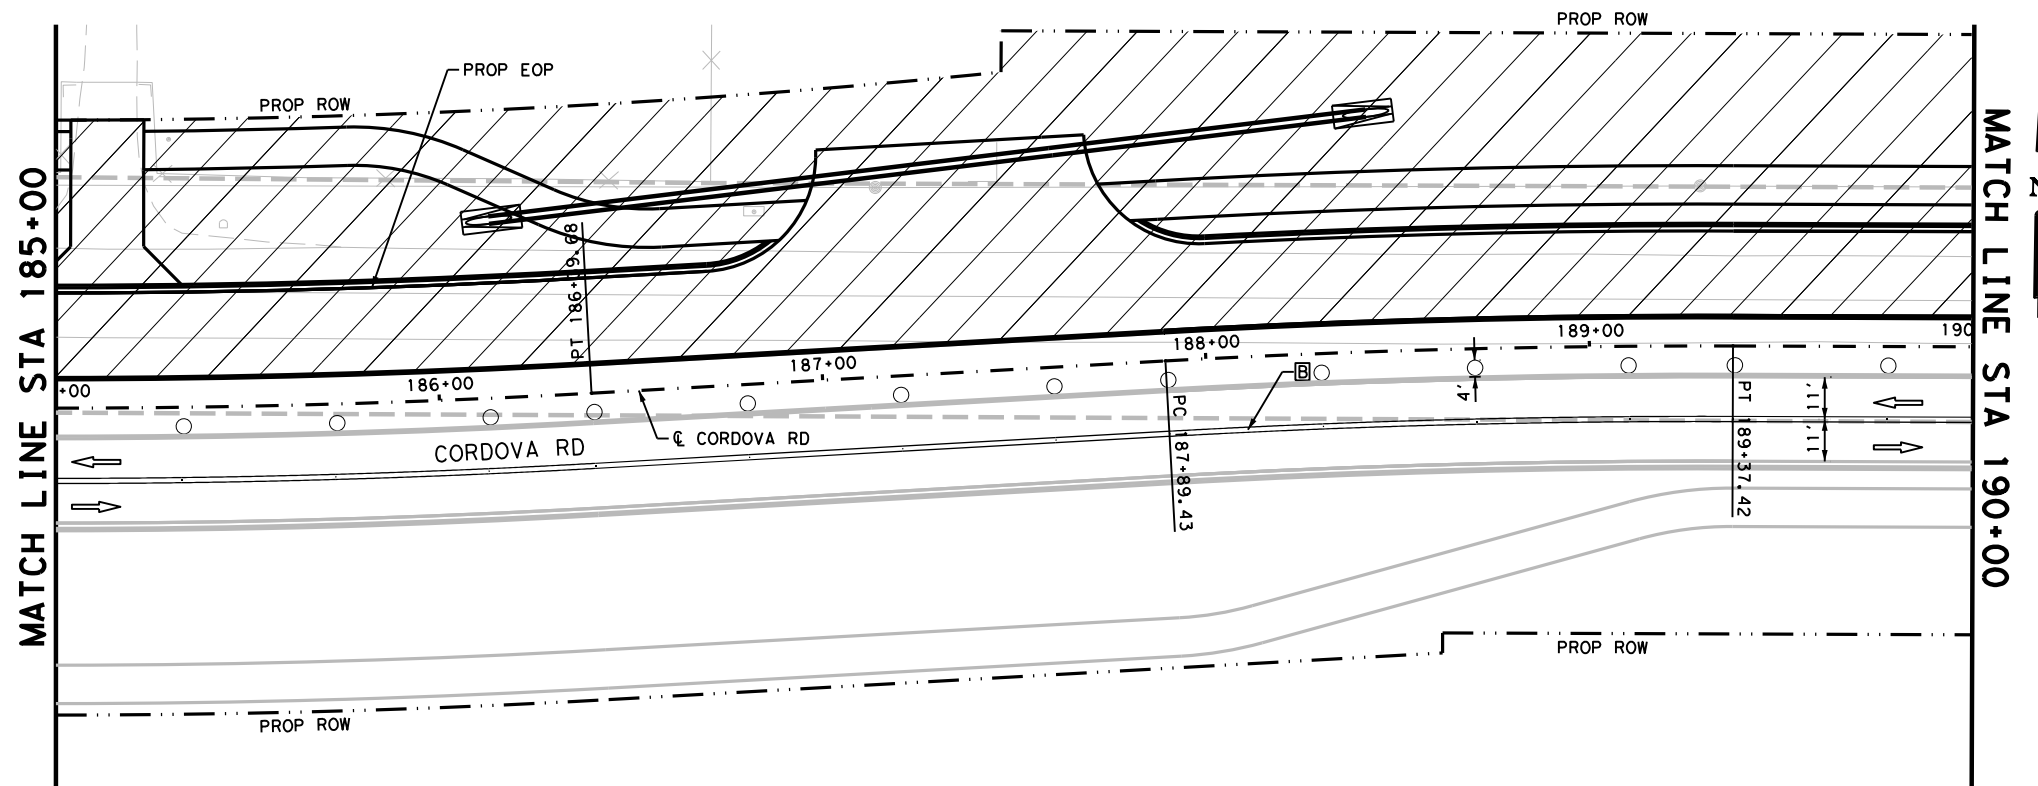 PROP ROW
PROP EOP
PROP ROW
MATCH LINE STA 185+00
MATCH LINE STA 190+00
189+00
190
188+00
187+00
186+00
+00
B
4'
11'
11'
PC 187+89.43
PT 189+37.42
℄ CORDOVA RD
CORDOVA RD
PROP ROW
PROP ROW